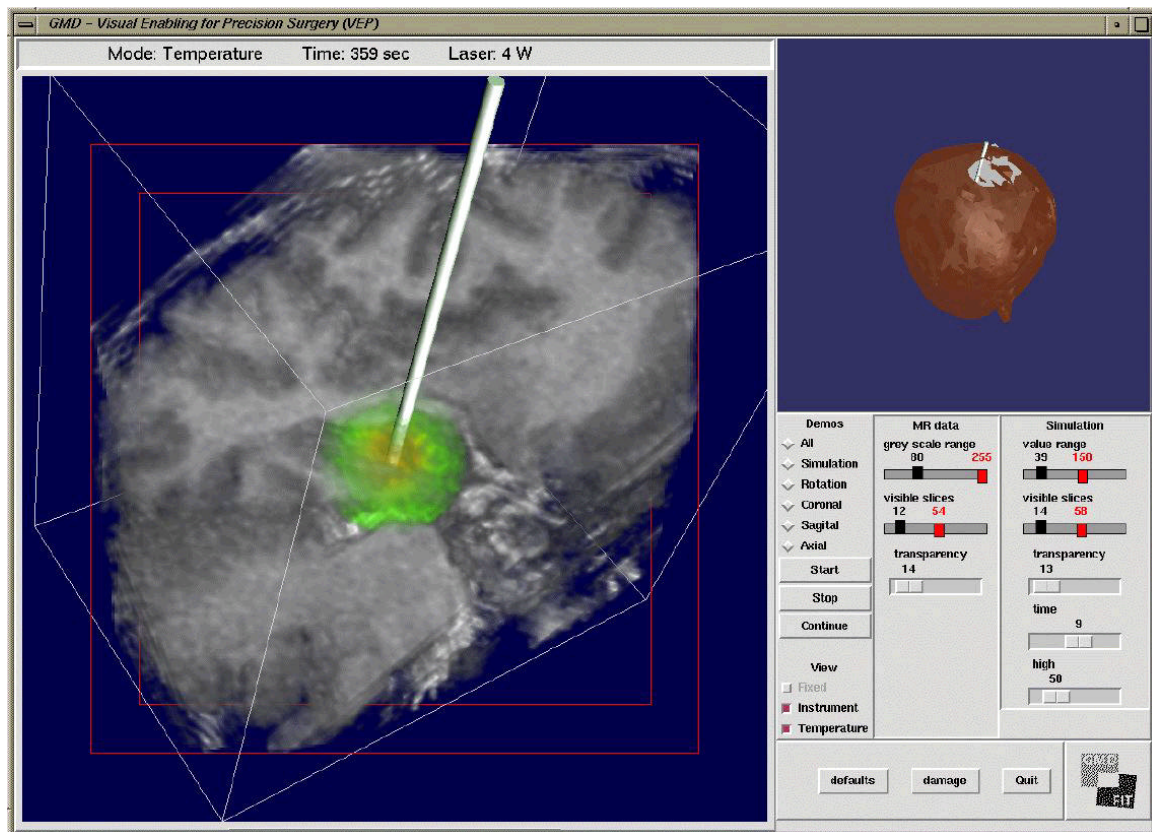 GMD – Visual Enabling for Precision Surgery (VEP)
Mode: Temperature Time: 359 sec Laser: 4 W
Demos
All
Simulation
Rotation
Coronal
Sagital
Axial
Start
Stop
Continue
View
Fixed
Instrument
Temperature
MR data
grey scale range
80 255
visible slices
12 54
transparency
14
Simulation
value range
39 150
visible slices
14 58
transparency
13
time
9
high
50
defaults damage Quit
GMD
FIT